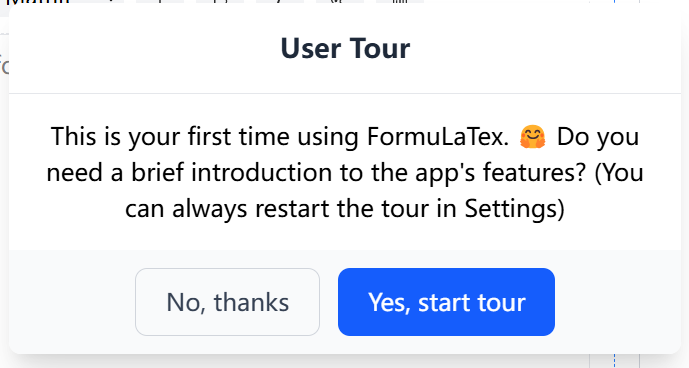 User Tour
This is your first time using FormuLaTex. 🤗 Do you
need a brief introduction to the app's features? (You
can always restart the tour in Settings)
No, thanks
Yes, start tour